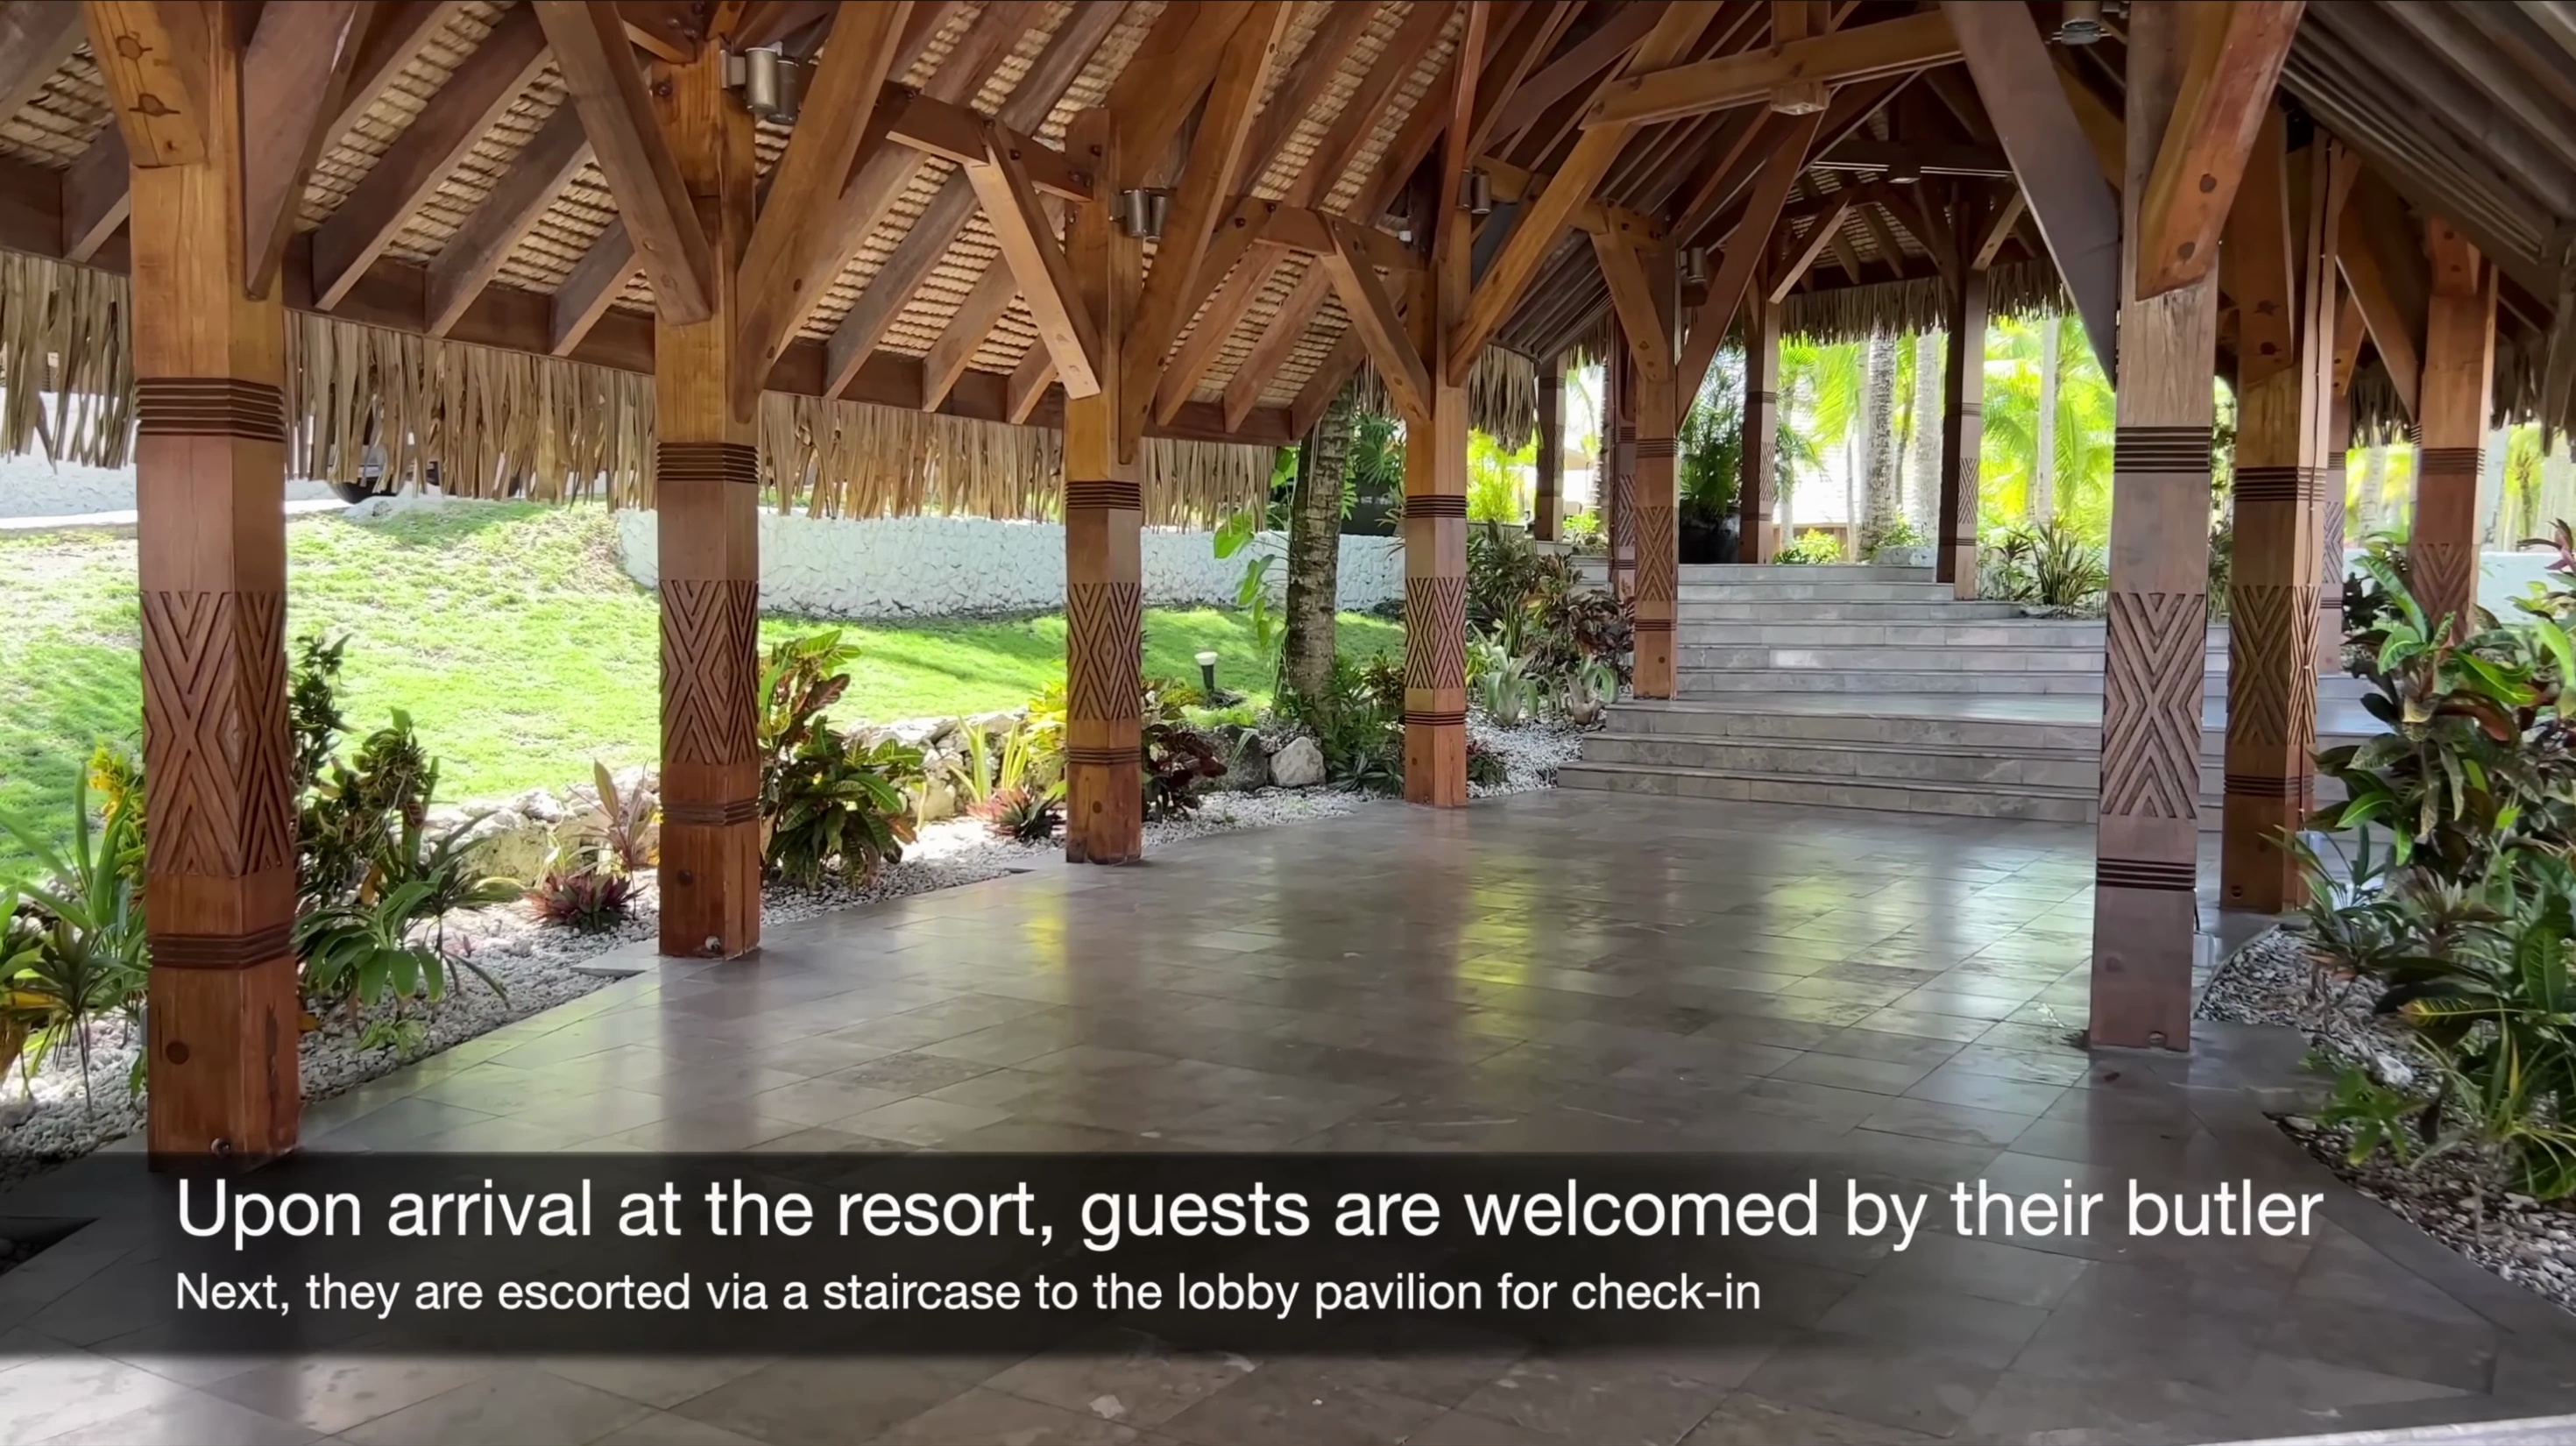 Upon arrival at the resort, guests are welcomed by their butler
Next, they are escorted via a staircase to the lobby pavilion for check-in